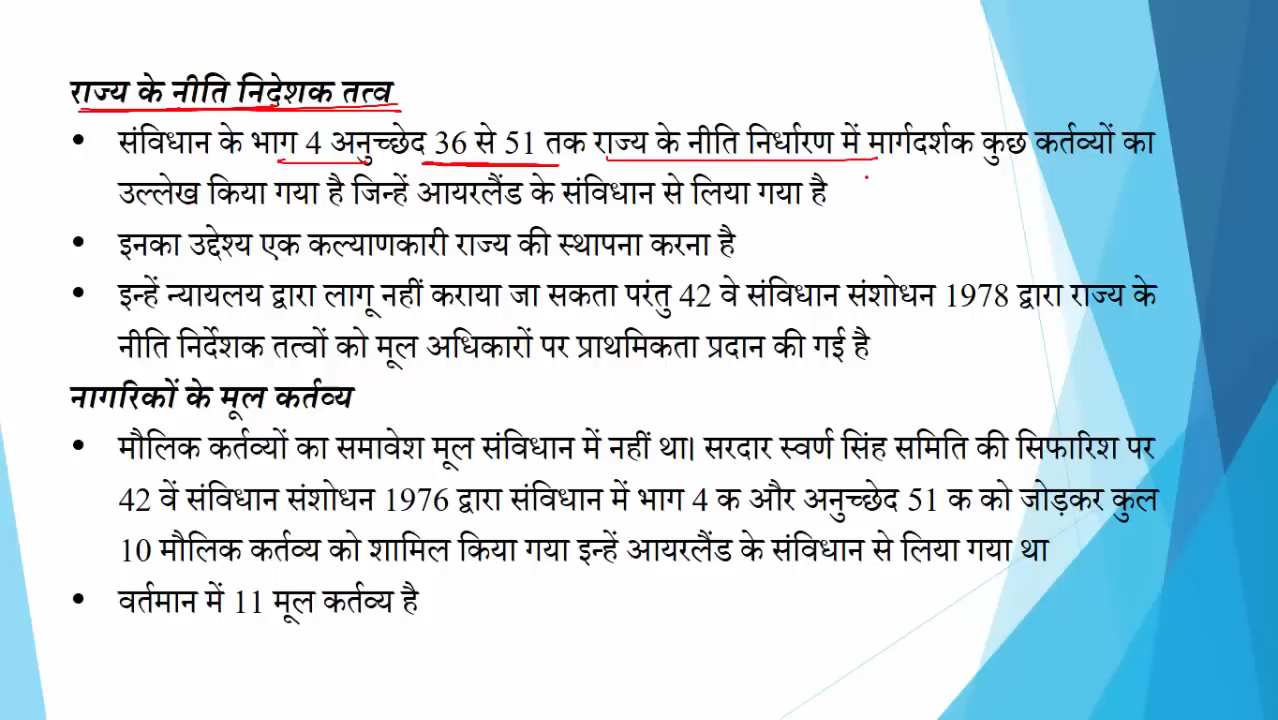 राज्य के नीति निदेशक तत्व
• संविधान के भाग 4 अनुच्छेद 36 से 51 तक राज्य के नीति निर्धारण में मार्गदर्शक कुछ कर्तव्यों का
उल्लेख किया गया है जिन्हें आयरलैंड के संविधान से लिया गया है
• इनका उद्देश्य एक कल्याणकारी राज्य की स्थापना करना है
• इन्हें न्यायलय द्वारा लागू नहीं कराया जा सकता परंतु 42 वे संविधान संशोधन 1978 द्वारा राज्य के
नीति निर्देशक तत्वों को मूल अधिकारों पर प्राथमिकता प्रदान की गई है
नागरिकों के मूल कर्तव्य
• मौलिक कर्तव्यों का समावेश मूल संविधान में नहीं था। सरदार स्वर्ण सिंह समिति की सिफारिश पर
42 वें संविधान संशोधन 1976 द्वारा संविधान में भाग 4 क और अनुच्छेद 51 क को जोड़कर कुल
10 मौलिक कर्तव्य को शामिल किया गया इन्हें आयरलैंड के संविधान से लिया गया था
• वर्तमान में 11 मूल कर्तव्य है